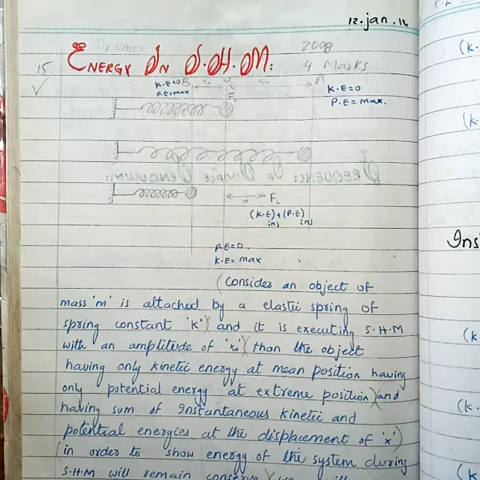 12.Jan.16
ENERGY IN S.H.M:
2008
4 Marks
15
K.E=0
P.E=max
K.E=0
P.E=max.
(K.E)ins+(P.E)ins
P.E=0.
K.E=max
(Consider an object of
mass 'm' is attached by a elastic spring of
spring constant 'K') and it is executing S.H.M
with an amplitude of 'x₀') than the object
having only kinetic energy at mean position having
only potential energy at extreme position) and
having sum of instantaneous kinetic and
potential energies at the displacement of 'x')
(in order to show energy of the system during
S.H.M will remain conserve)
(K.
(K.
Ins
(K.
(K.
(K